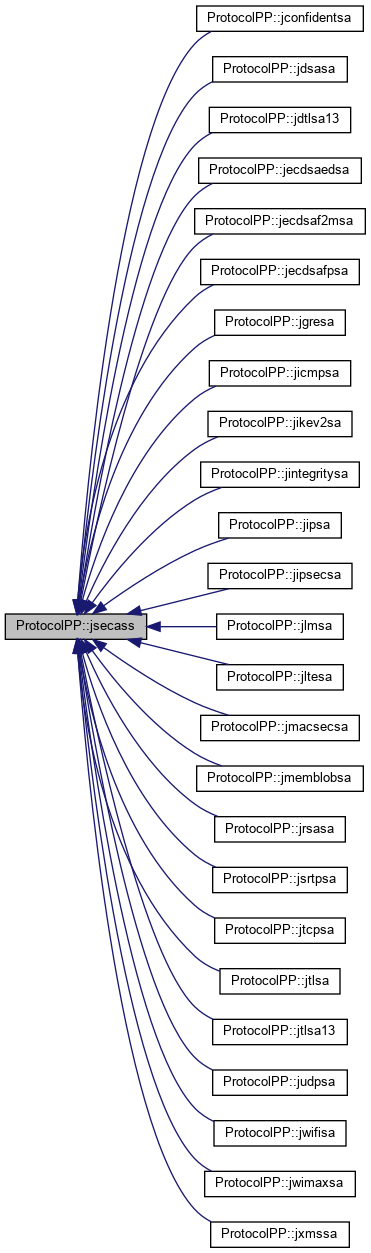 ProtocolPP::jconfidentsa
ProtocolPP::jdsasa
ProtocolPP::jdtlsa13
ProtocolPP::jecdsaedsa
ProtocolPP::jecdsaf2msa
ProtocolPP::jecdsafpsa
ProtocolPP::jgresa
ProtocolPP::jicmpsa
ProtocolPP::jikev2sa
ProtocolPP::jintegritysa
ProtocolPP::jipsa
ProtocolPP::jipsecsa
ProtocolPP::jsecass
ProtocolPP::jlmsa
ProtocolPP::jltesa
ProtocolPP::jmacsecsa
ProtocolPP::jmemblobsa
ProtocolPP::jrsasa
ProtocolPP::jsrtpsa
ProtocolPP::jtcpsa
ProtocolPP::jtlsa
ProtocolPP::jtlsa13
ProtocolPP::judpsa
ProtocolPP::jwifisa
ProtocolPP::jwimaxsa
ProtocolPP::jxmssa